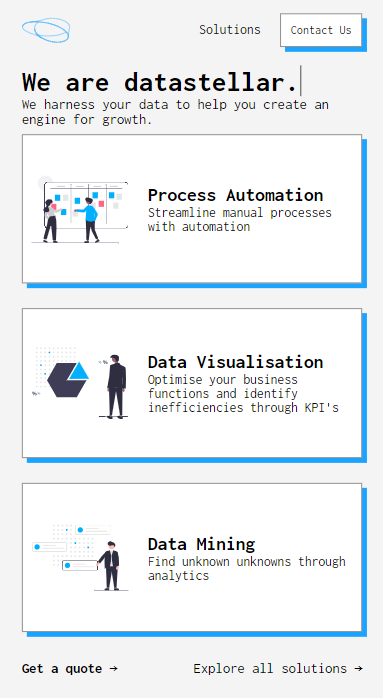 Solutions
Contact Us
We are datastellar.
We harness your data to help you create an
engine for growth.
Process Automation
Streamline manual processes
with automation
Data Visualisation
Optimise your business
functions and identify
inefficiencies through KPI's
Data Mining
Find unknown unknowns through
analytics
Get a quote →
Explore all solutions →